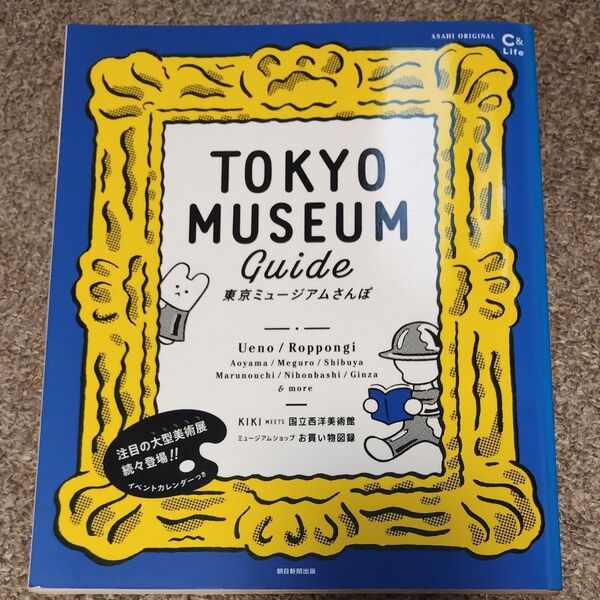 ASAHI ORIGINAL
C&
Life
TOKYO
MUSEUM
Guide
東京ミュージアムさんぽ
Ueno / Roppongi
Aoyama / Meguro / Shibuya
Marunouchi / Nihonbashi / Ginza
& more
KIKI MEETS 国立西洋美術館
ミュージアムショップ お買い物図録
注目の大型美術展
続々登場!!
イベントカレンダーつき
朝日新聞出版